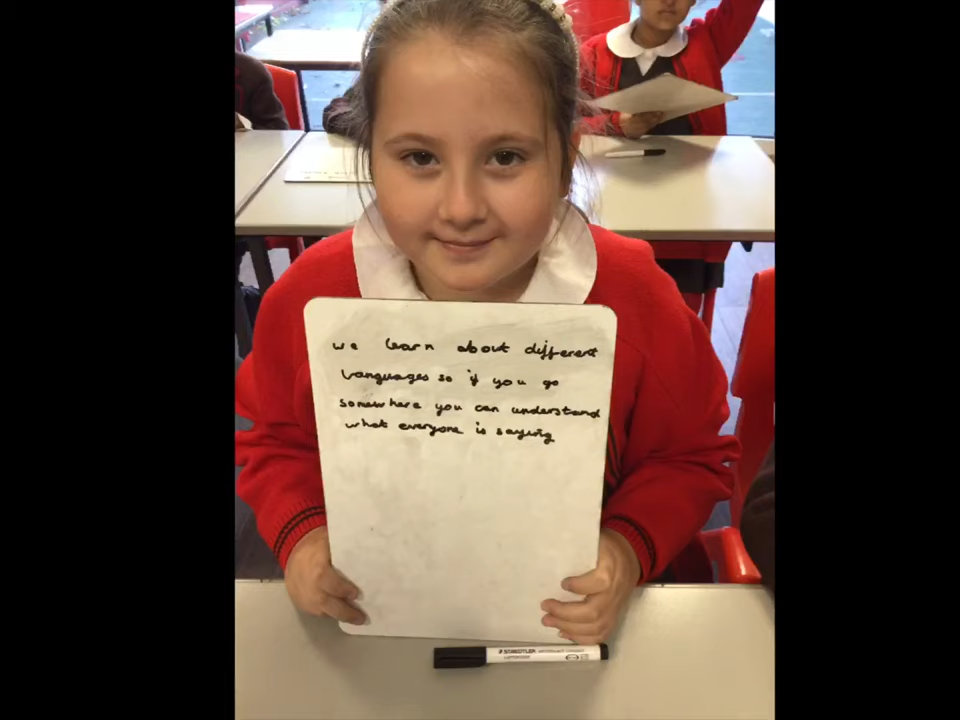 we learn about different
languages so if you go
somewhere you can understand
what everyone is saying
STAEDTLER